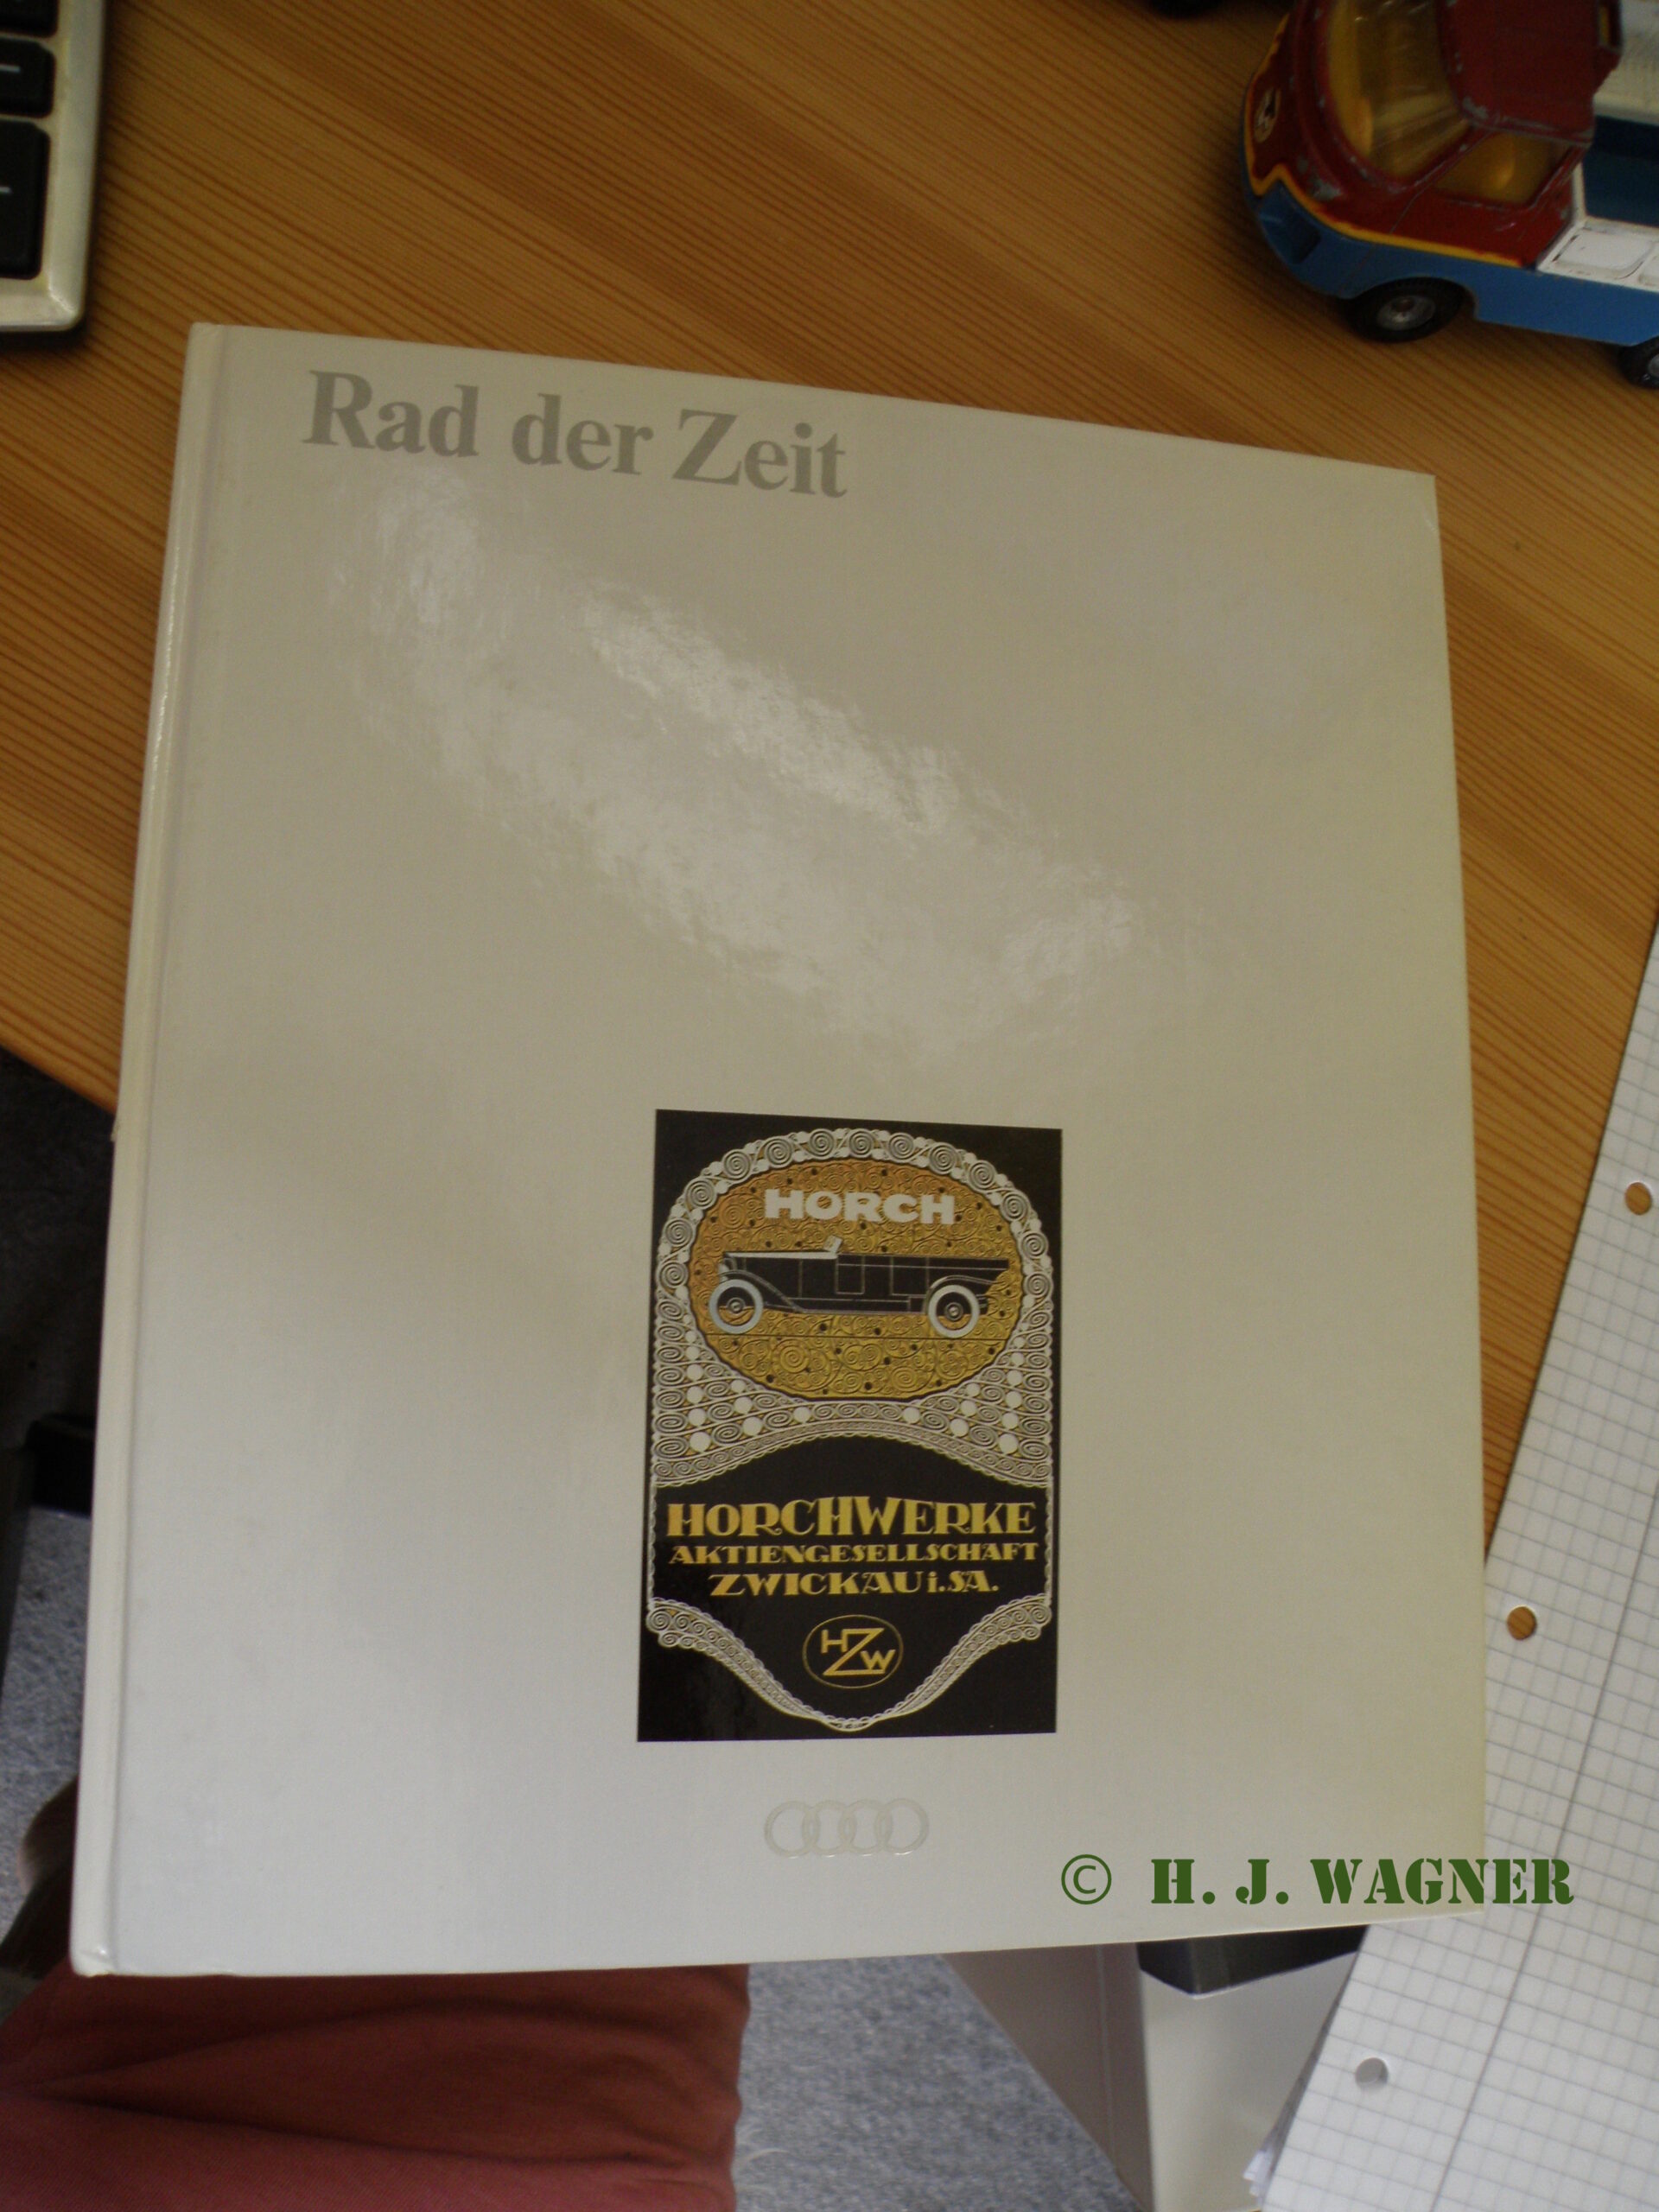 Rad der Zeit
HORCH
HORCHWERKE
AKTIENGESELLSCHAFT
ZWICKAU i.SA.
HZW
© H. J. WAGNER